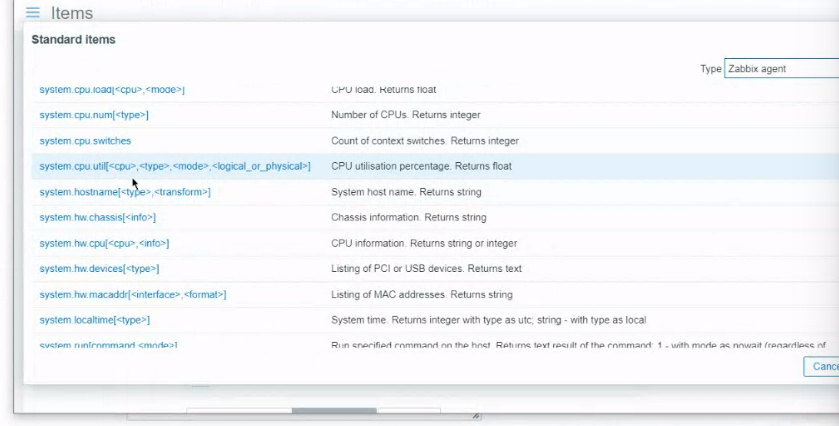 Items
Standard items
Type Zabbix agent
system.cpu.load[<cpu>,<mode>] CPU load. Returns float
system.cpu.num[<type>] Number of CPUs. Returns integer
system.cpu.switches Count of context switches. Returns integer
system.cpu.util[<cpu>,<type>,<mode>,<logical_or_physical>] CPU utilisation percentage. Returns float
system.hostname[<type>,<transform>] System host name. Returns string
system.hw.chassis[<info>] Chassis information. Returns string
system.hw.cpu[<cpu>,<info>] CPU information. Returns string or integer
system.hw.devices[<type>] Listing of PCI or USB devices. Returns text
system.hw.macaddr[<interface>,<format>] Listing of MAC addresses. Returns string
system.localtime[<type>] System time. Returns integer with type as utc; string - with type as local
system.run[command,<mode>] Run specified command on the host. Returns text result of the command; 1 - with mode as nowait (regardless of
Cance